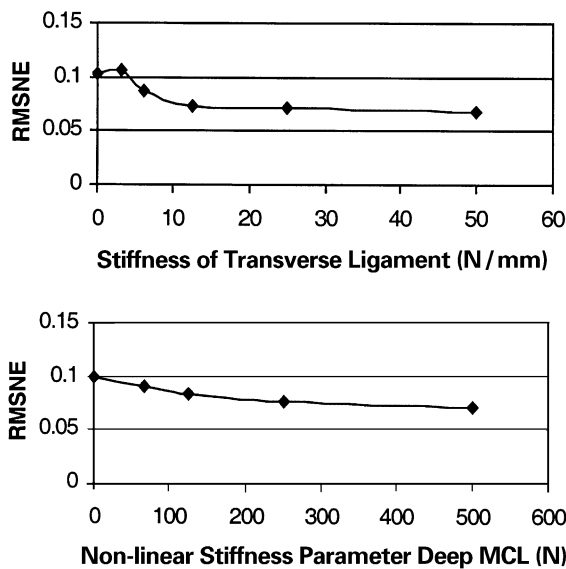 0.15
0.1
0.05
0
RMSNE
0 10 20 30 40 50 60
Stiffness of Transverse Ligament (N / mm)
0.15
0.1
0.05
0
RMSNE
0 100 200 300 400 500 600
Non-linear Stiffness Parameter Deep MCL (N)